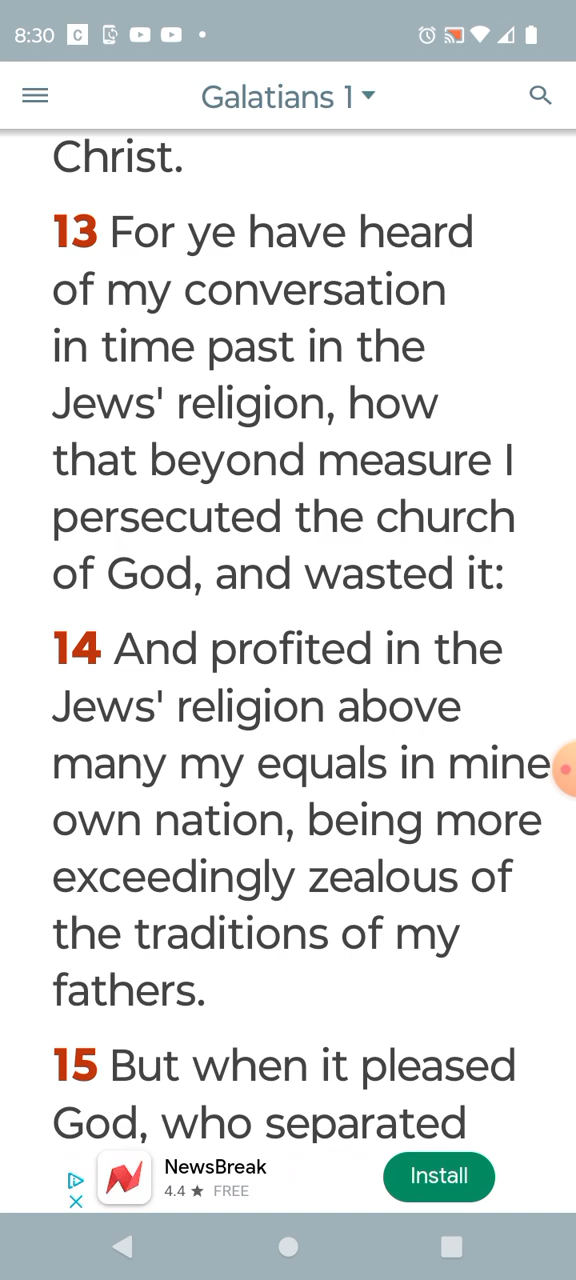 8:30
Galatians 1
Christ.
13 For ye have heard
of my conversation
in time past in the
Jews' religion, how
that beyond measure I
persecuted the church
of God, and wasted it:
14 And profited in the
Jews' religion above
many my equals in mine
own nation, being more
exceedingly zealous of
the traditions of my
fathers.
15 But when it pleased
God, who separated
NewsBreak
4.4 ★ FREE
Install